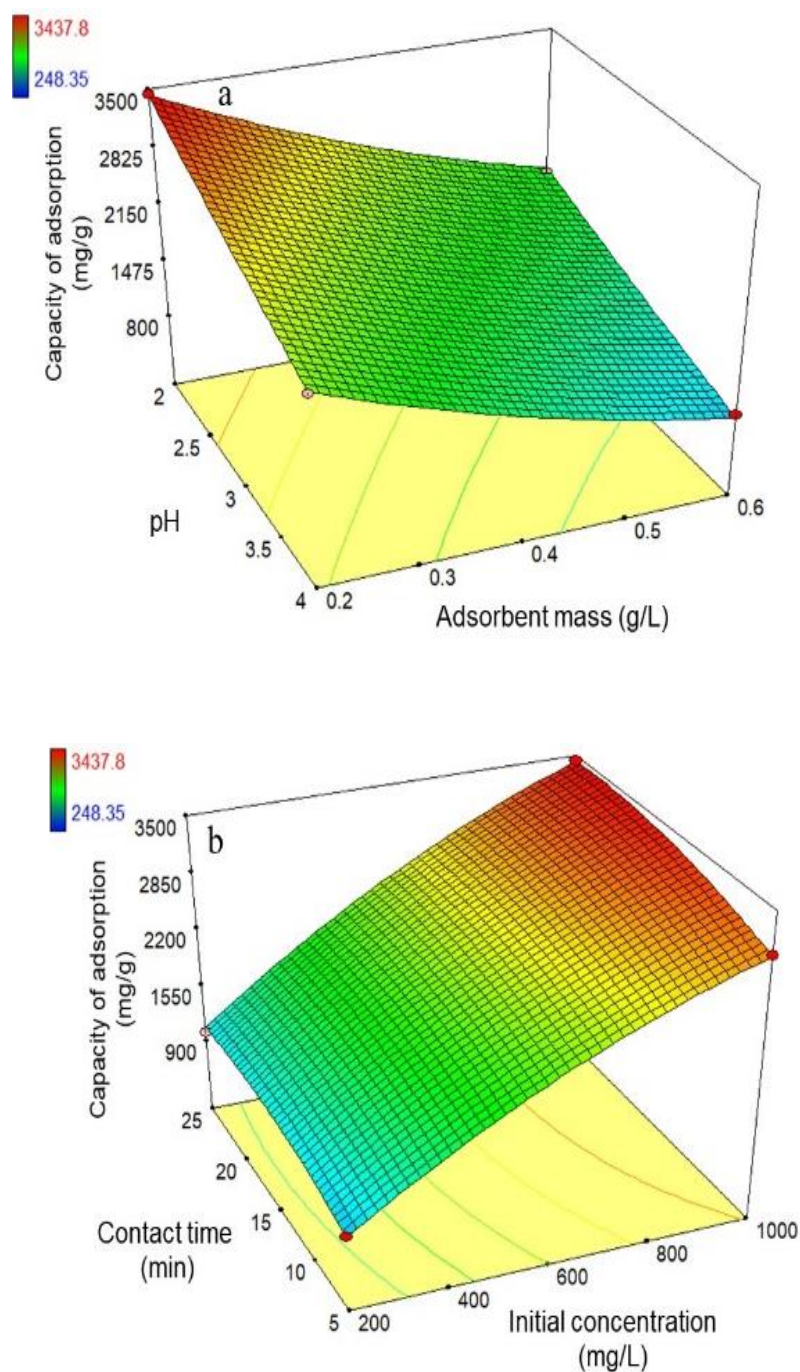 3437.8
248.35
a
3500
2825
2150
1475
800
Capacity of adsorption
(mg/g)
2
2.5
3
3.5
4
pH
0.2
0.3
0.4
0.5
0.6
Adsorbent mass (g/L)
3437.8
248.35
b
3500
2850
2200
1550
900
Capacity of adsorption
(mg/g)
25
20
15
10
5
Contact time
(min)
200
400
600
800
1000
Initial concentration
(mg/L)